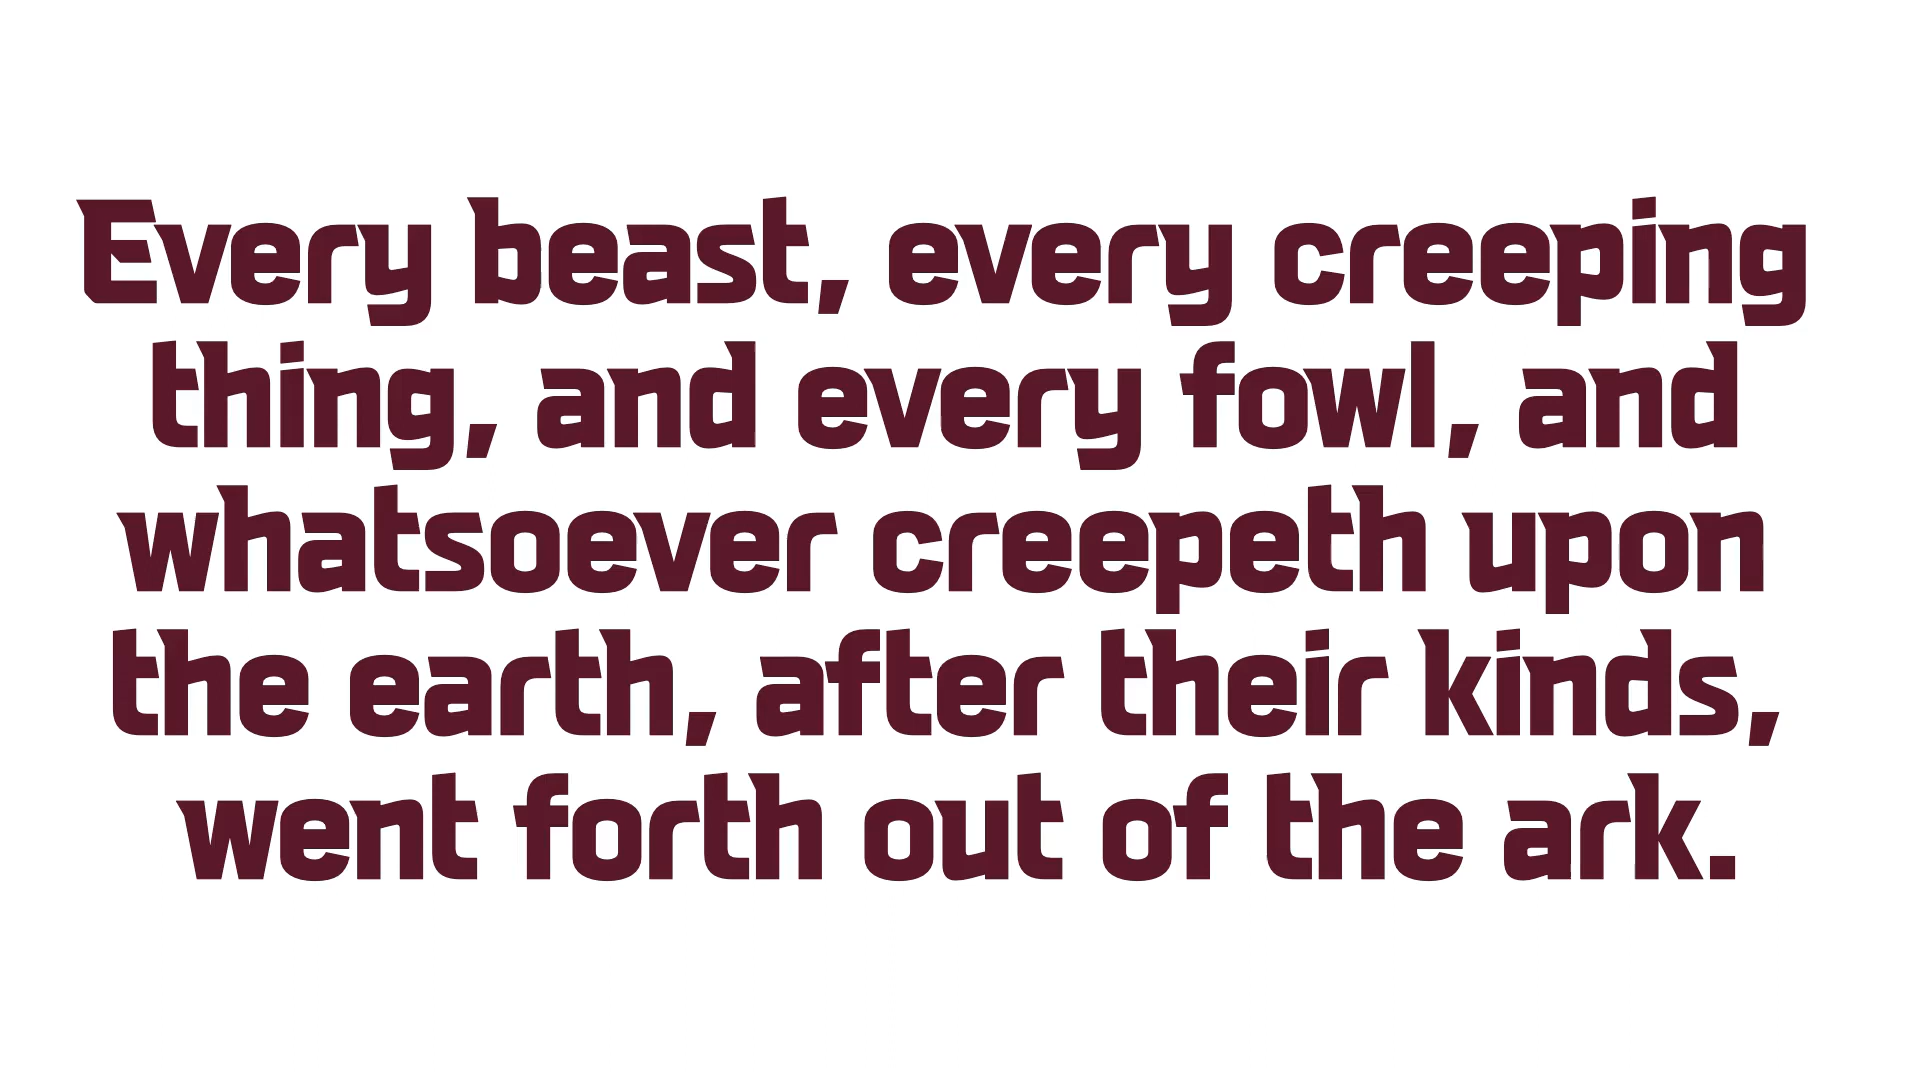 Every beast, every creeping
thing, and every fowl, and
whatsoever creepeth upon
the earth, after their kinds,
went forth out of the ark.